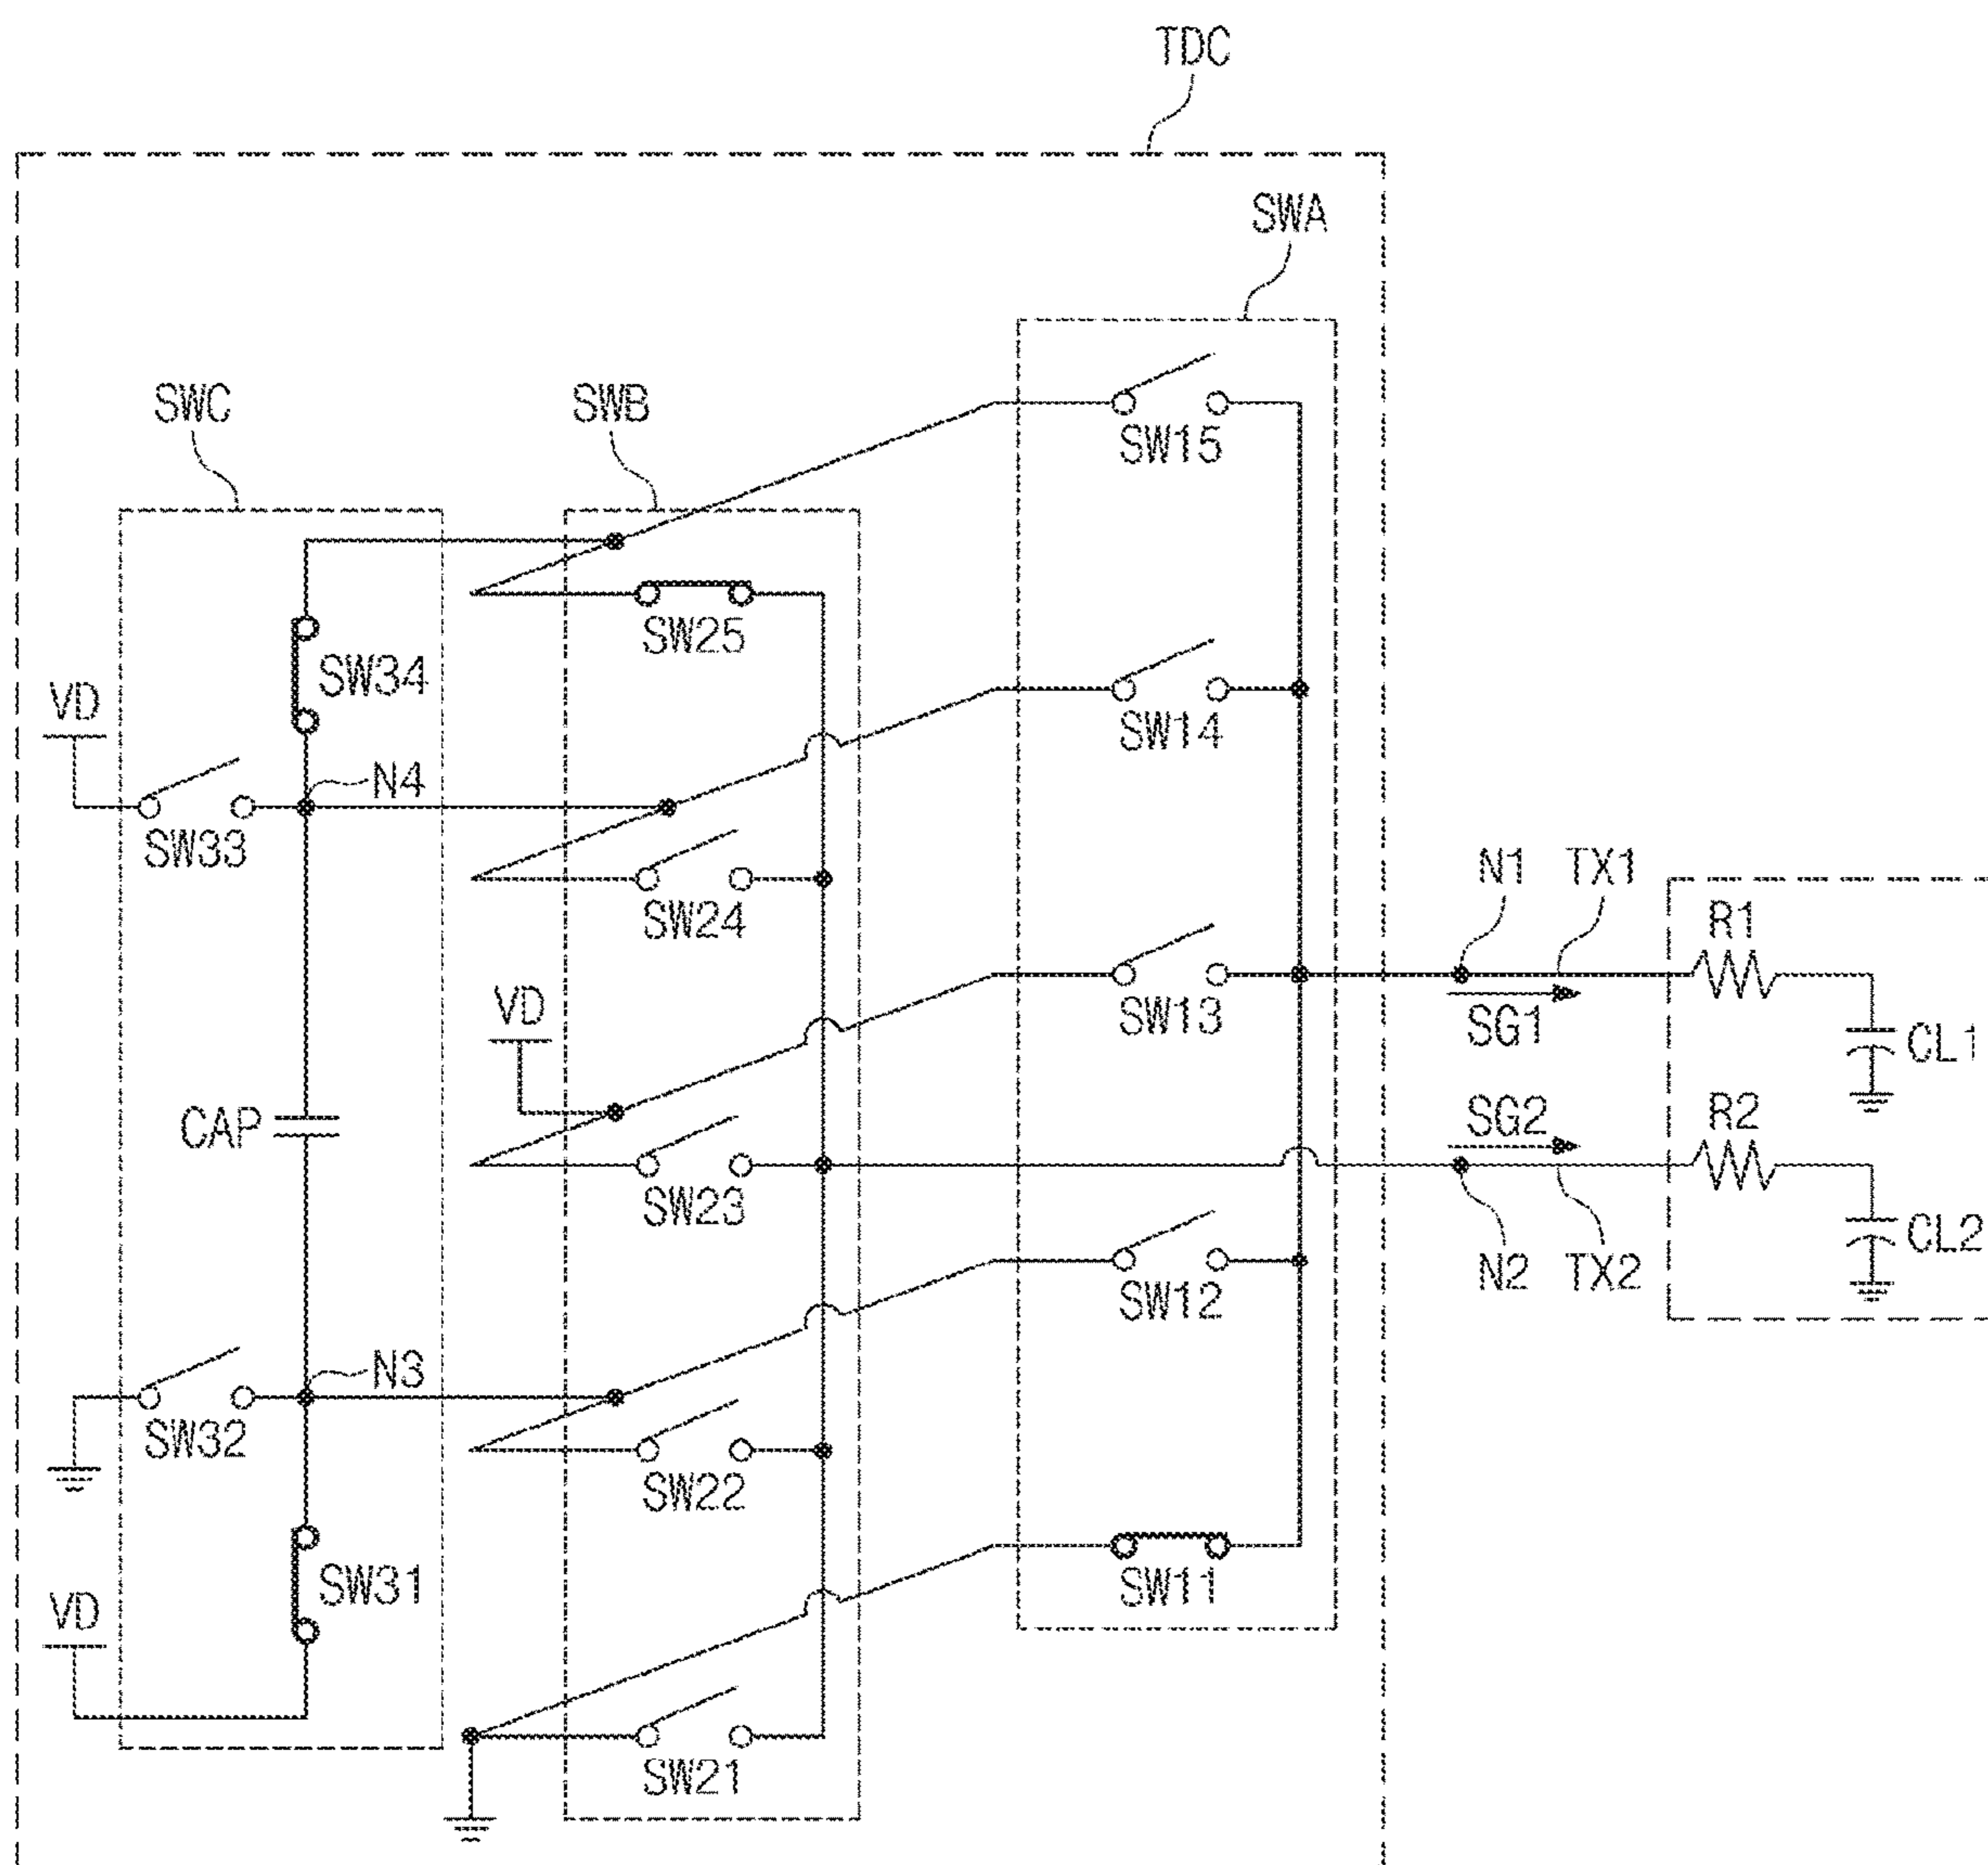 TDC
SWA
SWC
SWB
SW15
SW25
SW34
VD
SW14
N4
SW33
SW24
N1
TX1
R1
VD
SW13
SG1
CL1
CAP
SG2
R2
SW23
SW12
N2
TX2
CL2
N3
SW32
SW22
SW31
SW11
VD
SW21